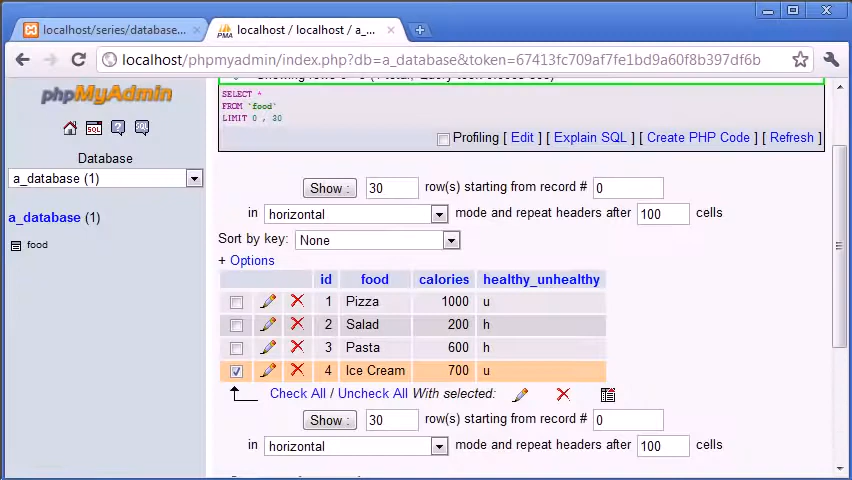 localhost/series/database...
localhost / localhost / a_...
localhost/phpmyadmin/index.php?db=a_database&token=67413fc709af7fe1bd9a60f8b397df6b
phpMyAdmin
SQL
Database
a_database (1)
a_database (1)
food
SELECT *
FROM `food`
LIMIT 0 , 30
Profiling [ Edit ] [ Explain SQL ] [ Create PHP Code ] [ Refresh ]
Show : 30 row(s) starting from record # 0
in horizontal mode and repeat headers after 100 cells
Sort by key: None
+ Options
id food calories healthy_unhealthy
1 Pizza 1000 u
2 Salad 200 h
3 Pasta 600 h
4 Ice Cream 700 u
Check All / Uncheck All With selected:
Show : 30 row(s) starting from record # 0
in horizontal mode and repeat headers after 100 cells